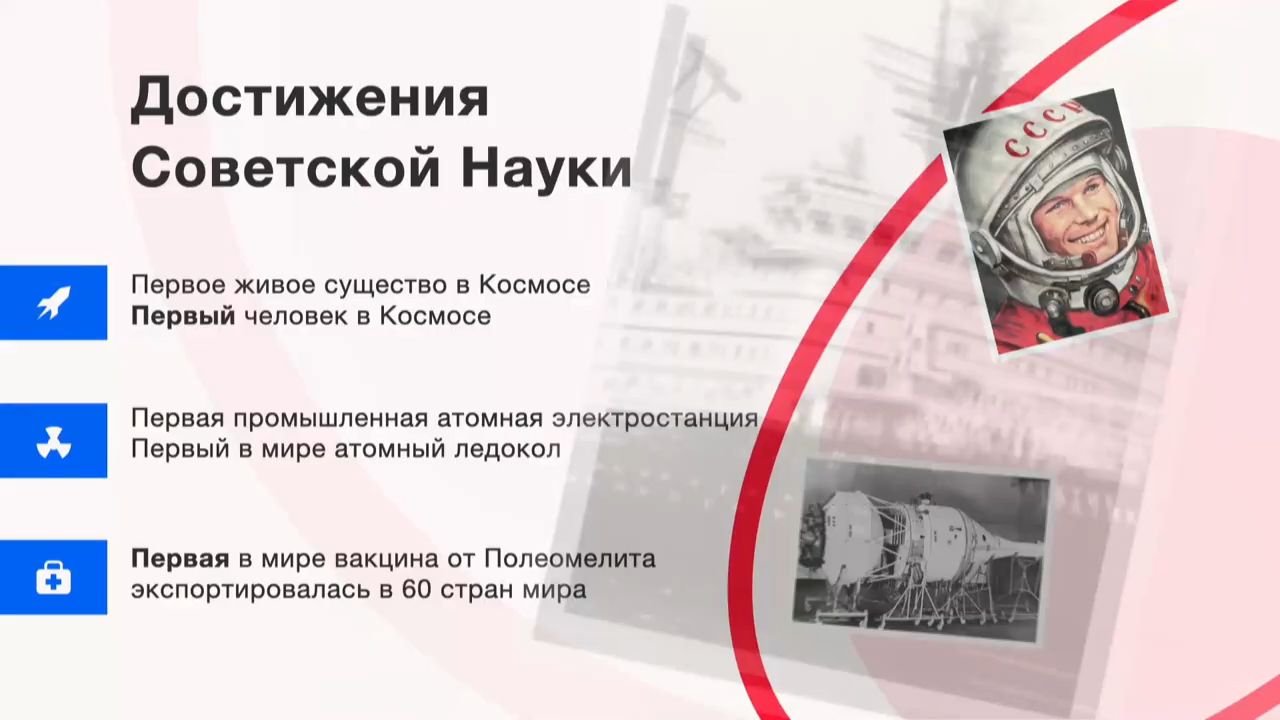 Достижения
Советской Науки
СССР
Первое живое существо в Космосе
Первый человек в Космосе
Первая промышленная атомная электростанция
Первый в мире атомный ледокол
Первая в мире вакцина от Полеомелита
экспортировалась в 60 стран мира